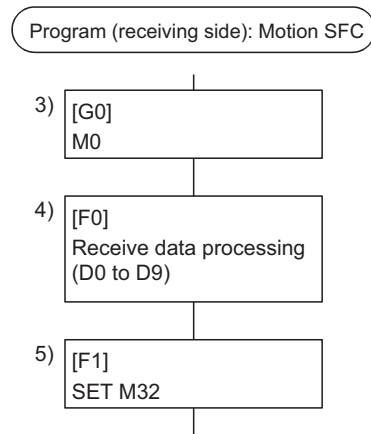 Program (receiving side): Motion SFC
3)
[G0]
M0
4)
[F0]
Receive data processing
(D0 to D9)
5)
[F1]
SET M32